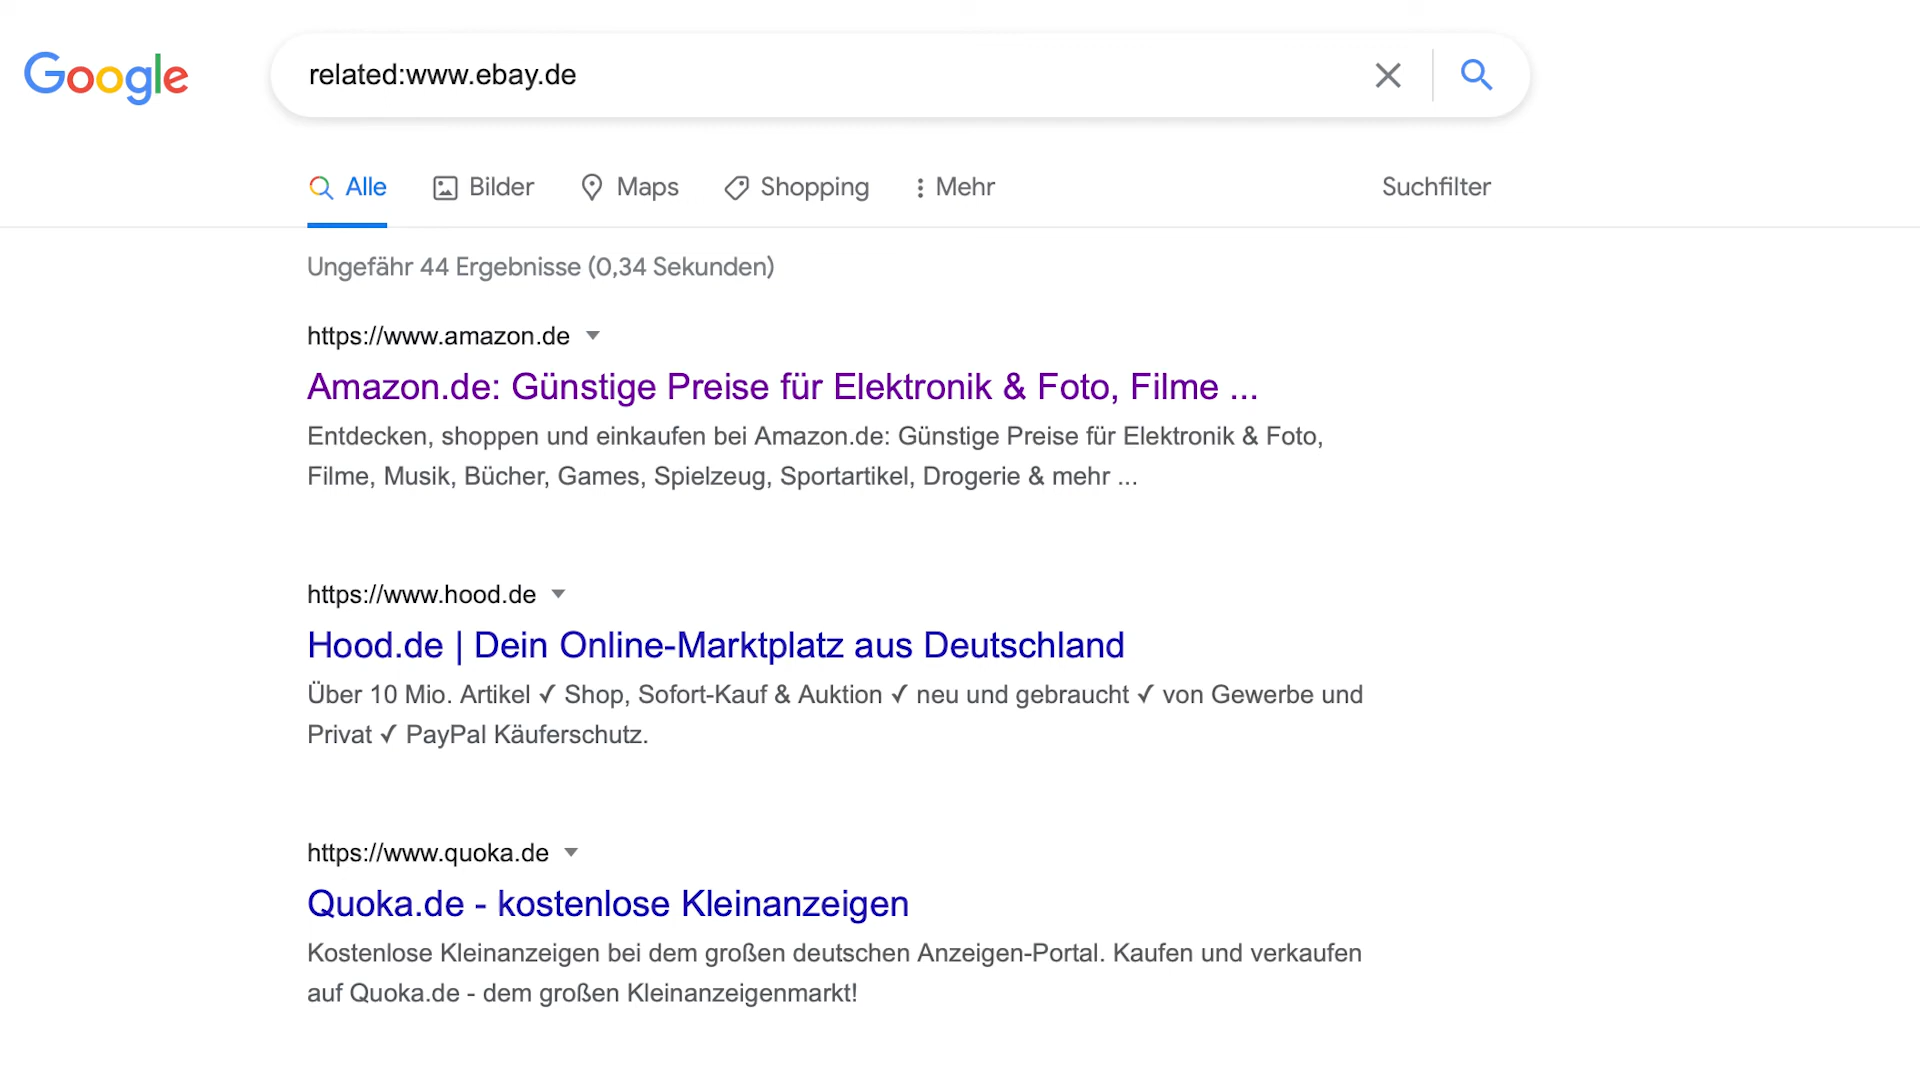 Google
related:www.ebay.de
Alle Bilder Maps Shopping Mehr Suchfilter
Ungefähr 44 Ergebnisse (0,34 Sekunden)
https://www.amazon.de
Amazon.de: Günstige Preise für Elektronik & Foto, Filme ...
Entdecken, shoppen und einkaufen bei Amazon.de: Günstige Preise für Elektronik & Foto,
Filme, Musik, Bücher, Games, Spielzeug, Sportartikel, Drogerie & mehr ...
https://www.hood.de
Hood.de | Dein Online-Marktplatz aus Deutschland
Über 10 Mio. Artikel ✓ Shop, Sofort-Kauf & Auktion ✓ neu und gebraucht ✓ von Gewerbe und
Privat ✓ PayPal Käuferschutz.
https://www.quoka.de
Quoka.de - kostenlose Kleinanzeigen
Kostenlose Kleinanzeigen bei dem großen deutschen Anzeigen-Portal. Kaufen und verkaufen
auf Quoka.de - dem großen Kleinanzeigenmarkt!